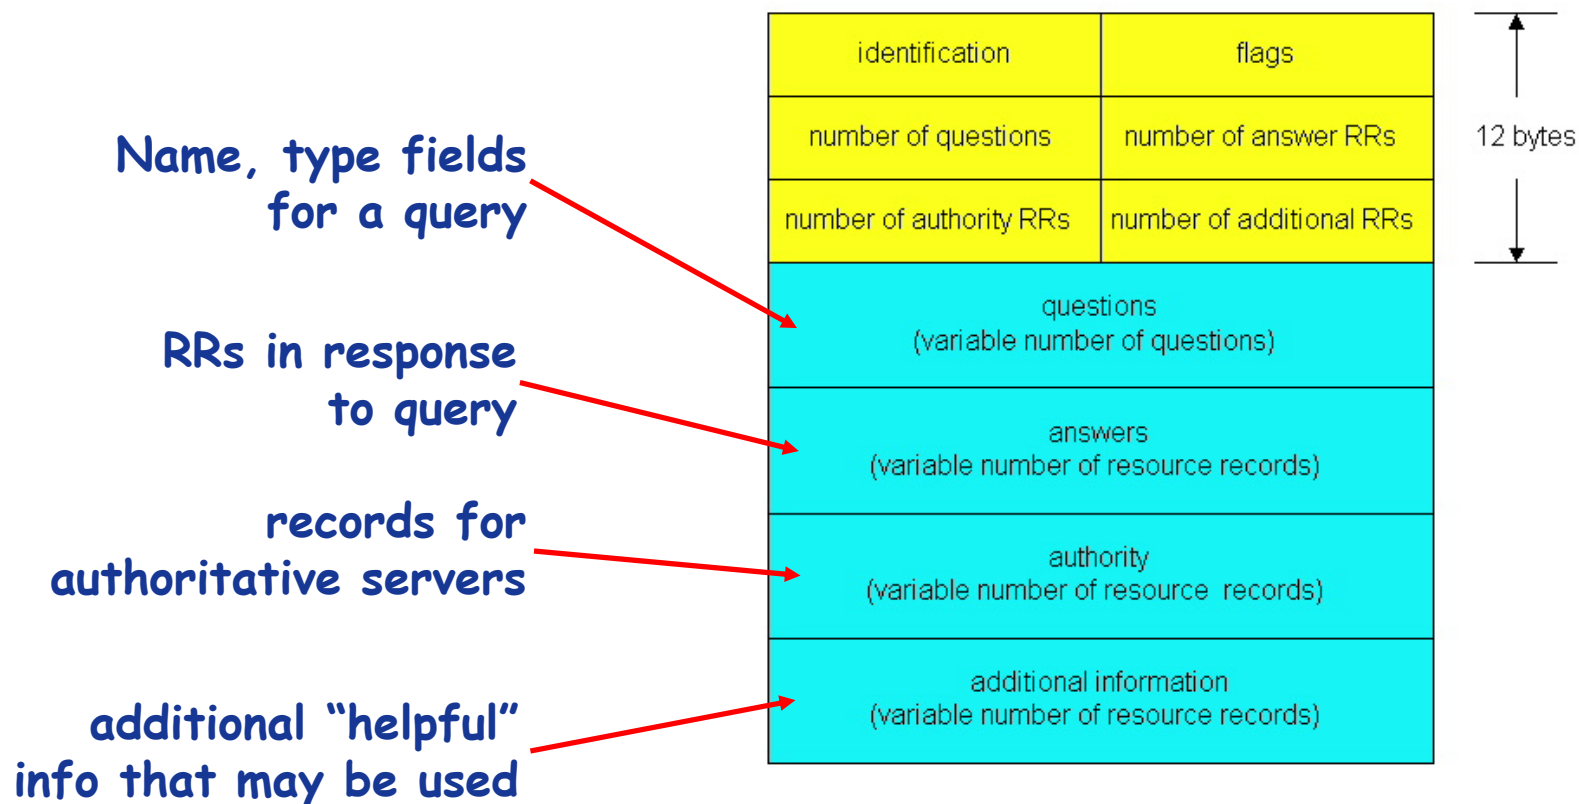 Name, type fields
for a query
RRs in response
to query
records for
authoritative servers
additional “helpful”
info that may be used
identification
flags
number of questions
number of answer RRs
number of authority RRs
number of additional RRs
12 bytes
questions
(variable number of questions)
answers
(variable number of resource records)
authority
(variable number of resource records)
additional information
(variable number of resource records)